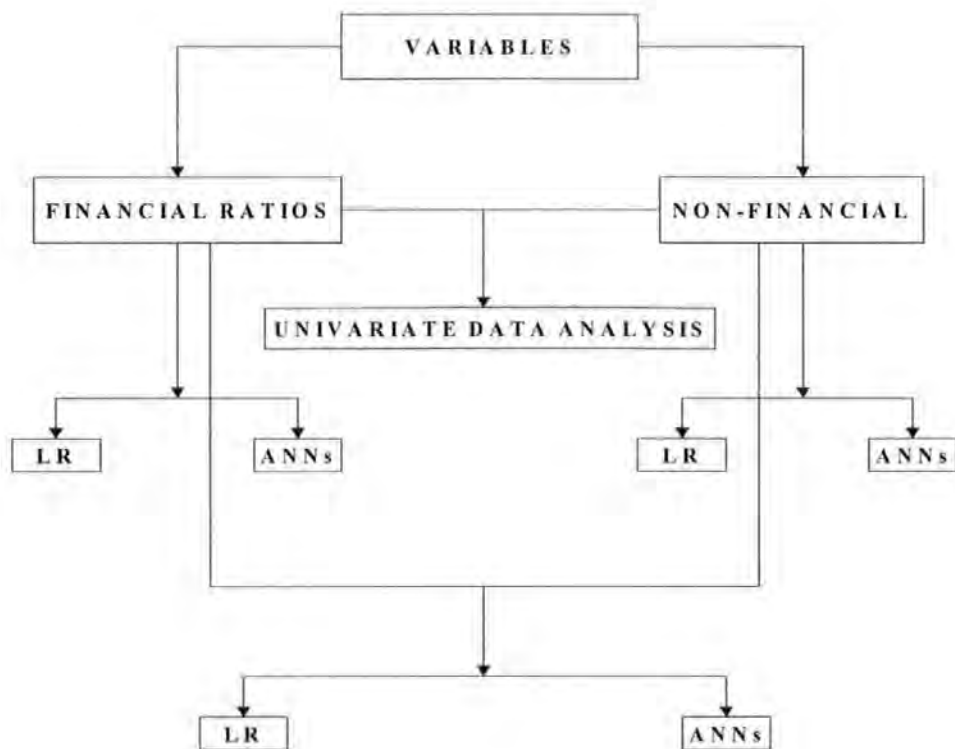 VARIABLES
FINANCIAL RATIOS
NON-FINANCIAL
UNIVARIATE DATA ANALYSIS
LR
ANNs
LR
ANNs
LR
ANNs